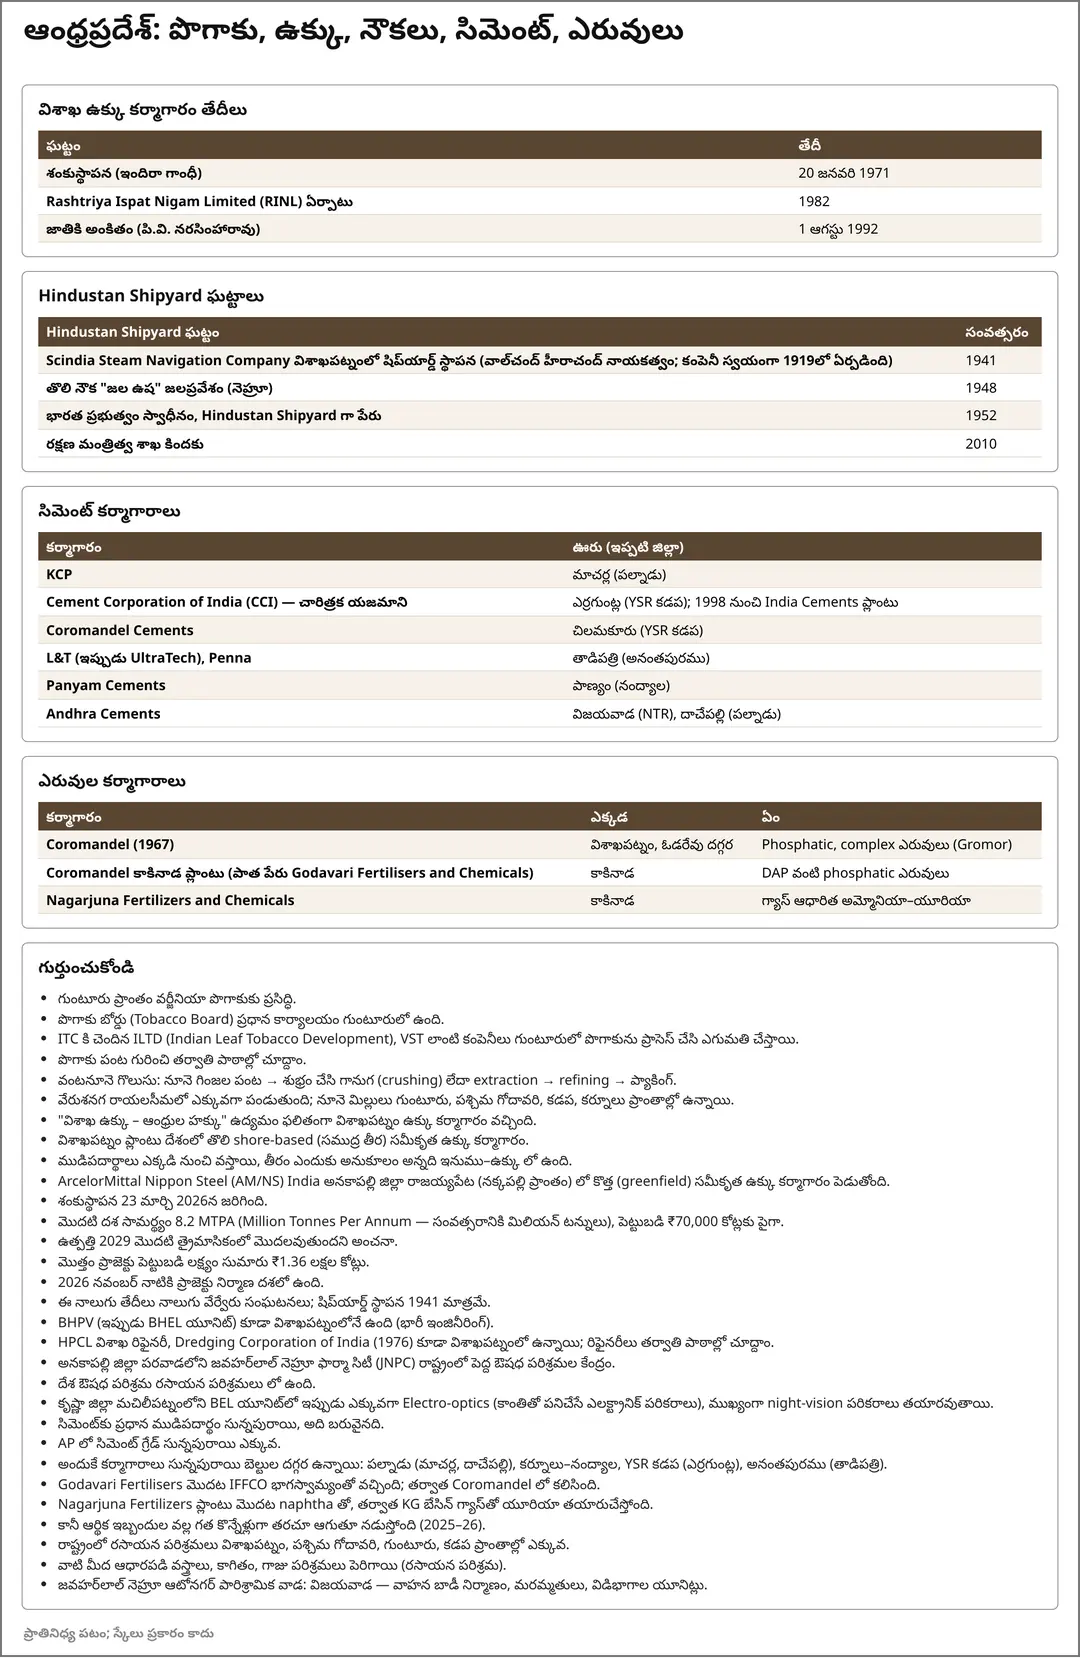 ఆంధ్రప్రదేశ్: పొగాకు, ఉక్కు, నౌకలు, సిమెంట్, ఎరువులు
విశాఖ ఉక్కు కర్మాగారం తేదీలు
ఘట్టం తేదీ
శంకుస్థాపన (ఇందిరా గాంధీ) 20 జనవరి 1971
Rashtriya Ispat Nigam Limited (RINL) ఏర్పాటు 1982
జాతికి అంకితం (పి.వి. నరసింహారావు) 1 ఆగస్టు 1992
Hindustan Shipyard ఘట్టాలు
Hindustan Shipyard ఘట్టం సంవత్సరం
Scindia Steam Navigation Company విశాఖపట్నంలో షిప్‌యార్డ్ స్థాపన (వాల్‌చంద్ హీరాచంద్ నాయకత్వం; కంపెనీ స్వయంగా 1919లో ఏర్పడింది) 1941
తొలి నౌక "జల ఉష" జలప్రవేశం (నెహ్రూ) 1948
భారత ప్రభుత్వం స్వాధీనం, Hindustan Shipyard గా పేరు 1952
రక్షణ మంత్రిత్వ శాఖ కిందకు 2010
సిమెంట్ కర్మాగారాలు
కర్మాగారం ఊరు (ఇప్పటి జిల్లా)
KCP మాచర్ల (పల్నాడు)
Cement Corporation of India (CCI) — చారిత్రక యజమాని ఎర్రగుంట్ల (YSR కడప); 1998 నుంచి India Cements ప్లాంటు
Coromandel Cements చిలమకూరు (YSR కడప)
L&T (ఇప్పుడు UltraTech), Penna తాడిపత్రి (అనంతపురము)
Panyam Cements పాణ్యం (నంద్యాల)
Andhra Cements విజయవాడ (NTR), దాచేపల్లి (పల్నాడు)
ఎరువుల కర్మాగారాలు
కర్మాగారం ఎక్కడ ఏం
Coromandel (1967) విశాఖపట్నం, ఓడరేవు దగ్గర Phosphatic, complex ఎరువులు (Gromor)
Coromandel కాకినాడ ప్లాంటు (పాత పేరు Godavari Fertilisers and Chemicals) కాకినాడ DAP వంటి phosphatic ఎరువులు
Nagarjuna Fertilizers and Chemicals కాకినాడ గ్యాస్ ఆధారిత అమ్మోనియా–యూరియా
గుర్తుంచుకోండి
• గుంటూరు ప్రాంతం వర్జీనియా పొగాకుకు ప్రసిద్ధి.
• పొగాకు బోర్డు (Tobacco Board) ప్రధాన కార్యాలయం గుంటూరులో ఉంది.
• ITC కి చెందిన ILTD (Indian Leaf Tobacco Development), VST లాంటి కంపెనీలు గుంటూరులో పొగాకును ప్రాసెస్ చేసి ఎగుమతి చేస్తాయి.
• పొగాకు పంట గురించి తర్వాతి పాఠాల్లో చూద్దాం.
• వంటనూనె గొలుసు: నూనె గింజల పంట → శుభ్రం చేసి గానుగ (crushing) లేదా extraction → refining → ప్యాకింగ్.
• వేరుశనగ రాయలసీమలో ఎక్కువగా పండుతుంది; నూనె మిల్లులు గుంటూరు, పశ్చిమ గోదావరి, కడప, కర్నూలు ప్రాంతాల్లో ఉన్నాయి.
• "విశాఖ ఉక్కు – ఆంధ్రుల హక్కు" ఉద్యమం ఫలితంగా విశాఖపట్నం ఉక్కు కర్మాగారం వచ్చింది.
• విశాఖపట్నం ప్లాంటు దేశంలో తొలి shore-based (సముద్ర తీర) సమీకృత ఉక్కు కర్మాగారం.
• ముడిపదార్థాలు ఎక్కడి నుంచి వస్తాయి, తీరం ఎందుకు అనుకూలం అన్నది ఇనుము–ఉక్కు లో ఉంది.
• ArcelorMittal Nippon Steel (AM/NS) India అనకాపల్లి జిల్లా రాజయ్యపేట (నక్కపల్లి ప్రాంతం) లో కొత్త (greenfield) సమీకృత ఉక్కు కర్మాగారం పెడుతోంది.
• శంకుస్థాపన 23 మార్చి 2026న జరిగింది.
• మొదటి దశ సామర్థ్యం 8.2 MTPA (Million Tonnes Per Annum — సంవత్సరానికి మిలియన్ టన్నులు), పెట్టుబడి ₹70,000 కోట్లకు పైగా.
• ఉత్పత్తి 2029 మొదటి త్రైమాసికంలో మొదలవుతుందని అంచనా.
• మొత్తం ప్రాజెక్టు పెట్టుబడి లక్ష్యం సుమారు ₹1.36 లక్షల కోట్లు.
• 2026 నవంబర్ నాటికి ప్రాజెక్టు నిర్మాణ దశలో ఉంది.
• ఈ నాలుగు తేదీలు నాలుగు వేర్వేరు సంఘటనలు; షిప్‌యార్డ్ స్థాపన 1941 మాత్రమే.
• BHPV (ఇప్పుడు BHEL యూనిట్) కూడా విశాఖపట్నంలోనే ఉంది (భారీ ఇంజినీరింగ్).
• HPCL విశాఖ రిఫైనరీ, Dredging Corporation of India (1976) కూడా విశాఖపట్నంలో ఉన్నాయి; రిఫైనరీలు తర్వాతి పాఠాల్లో చూద్దాం.
• అనకాపల్లి జిల్లా పరవాడలోని జవహర్‌లాల్ నెహ్రూ ఫార్మా సిటీ (JNPC) రాష్ట్రంలో పెద్ద ఔషధ పరిశ్రమల కేంద్రం.
• దేశ ఔషధ పరిశ్రమ రసాయన పరిశ్రమలు లో ఉంది.
• కృష్ణా జిల్లా మచిలీపట్నంలోని BEL యూనిట్‌లో ఇప్పుడు ఎక్కువగా Electro-optics (కాంతితో పనిచేసే ఎలక్ట్రానిక్ పరికరాలు), ముఖ్యంగా night-vision పరికరాలు తయారవుతాయి.
• సిమెంట్‌కు ప్రధాన ముడిపదార్థం సున్నపురాయి, అది బరువైనది.
• AP లో సిమెంట్ గ్రేడ్ సున్నపురాయి ఎక్కువ.
• అందుకే కర్మాగారాలు సున్నపురాయి బెల్టుల దగ్గర ఉన్నాయి: పల్నాడు (మాచర్ల, దాచేపల్లి), కర్నూలు–నంద్యాల, YSR కడప (ఎర్రగుంట్ల), అనంతపురము (తాడిపత్రి).
• Godavari Fertilisers మొదట IFFCO భాగస్వామ్యంతో వచ్చింది; తర్వాత Coromandel లో కలిసింది.
• Nagarjuna Fertilizers ప్లాంటు మొదట naphtha తో, తర్వాత KG బేసిన్ గ్యాస్‌తో యూరియా తయారుచేస్తోంది.
• కానీ ఆర్థిక ఇబ్బందుల వల్ల గత కొన్నేళ్లుగా తరచూ ఆగుతూ నడుస్తోంది (2025–26).
• రాష్ట్రంలో రసాయన పరిశ్రమలు విశాఖపట్నం, పశ్చిమ గోదావరి, గుంటూరు, కడప ప్రాంతాల్లో ఎక్కువ.
• వాటి మీద ఆధారపడి వస్త్రాలు, కాగితం, గాజు పరిశ్రమలు పెరిగాయి (రసాయన పరిశ్రమ).
• జవహర్‌లాల్ నెహ్రూ ఆటోనగర్ పారిశ్రామిక వాడ: విజయవాడ — వాహన బాడీ నిర్మాణం, మరమ్మతులు, విడిభాగాల యూనిట్లు.
ప్రాతినిధ్య పటం; స్కేలు ప్రకారం కాదు